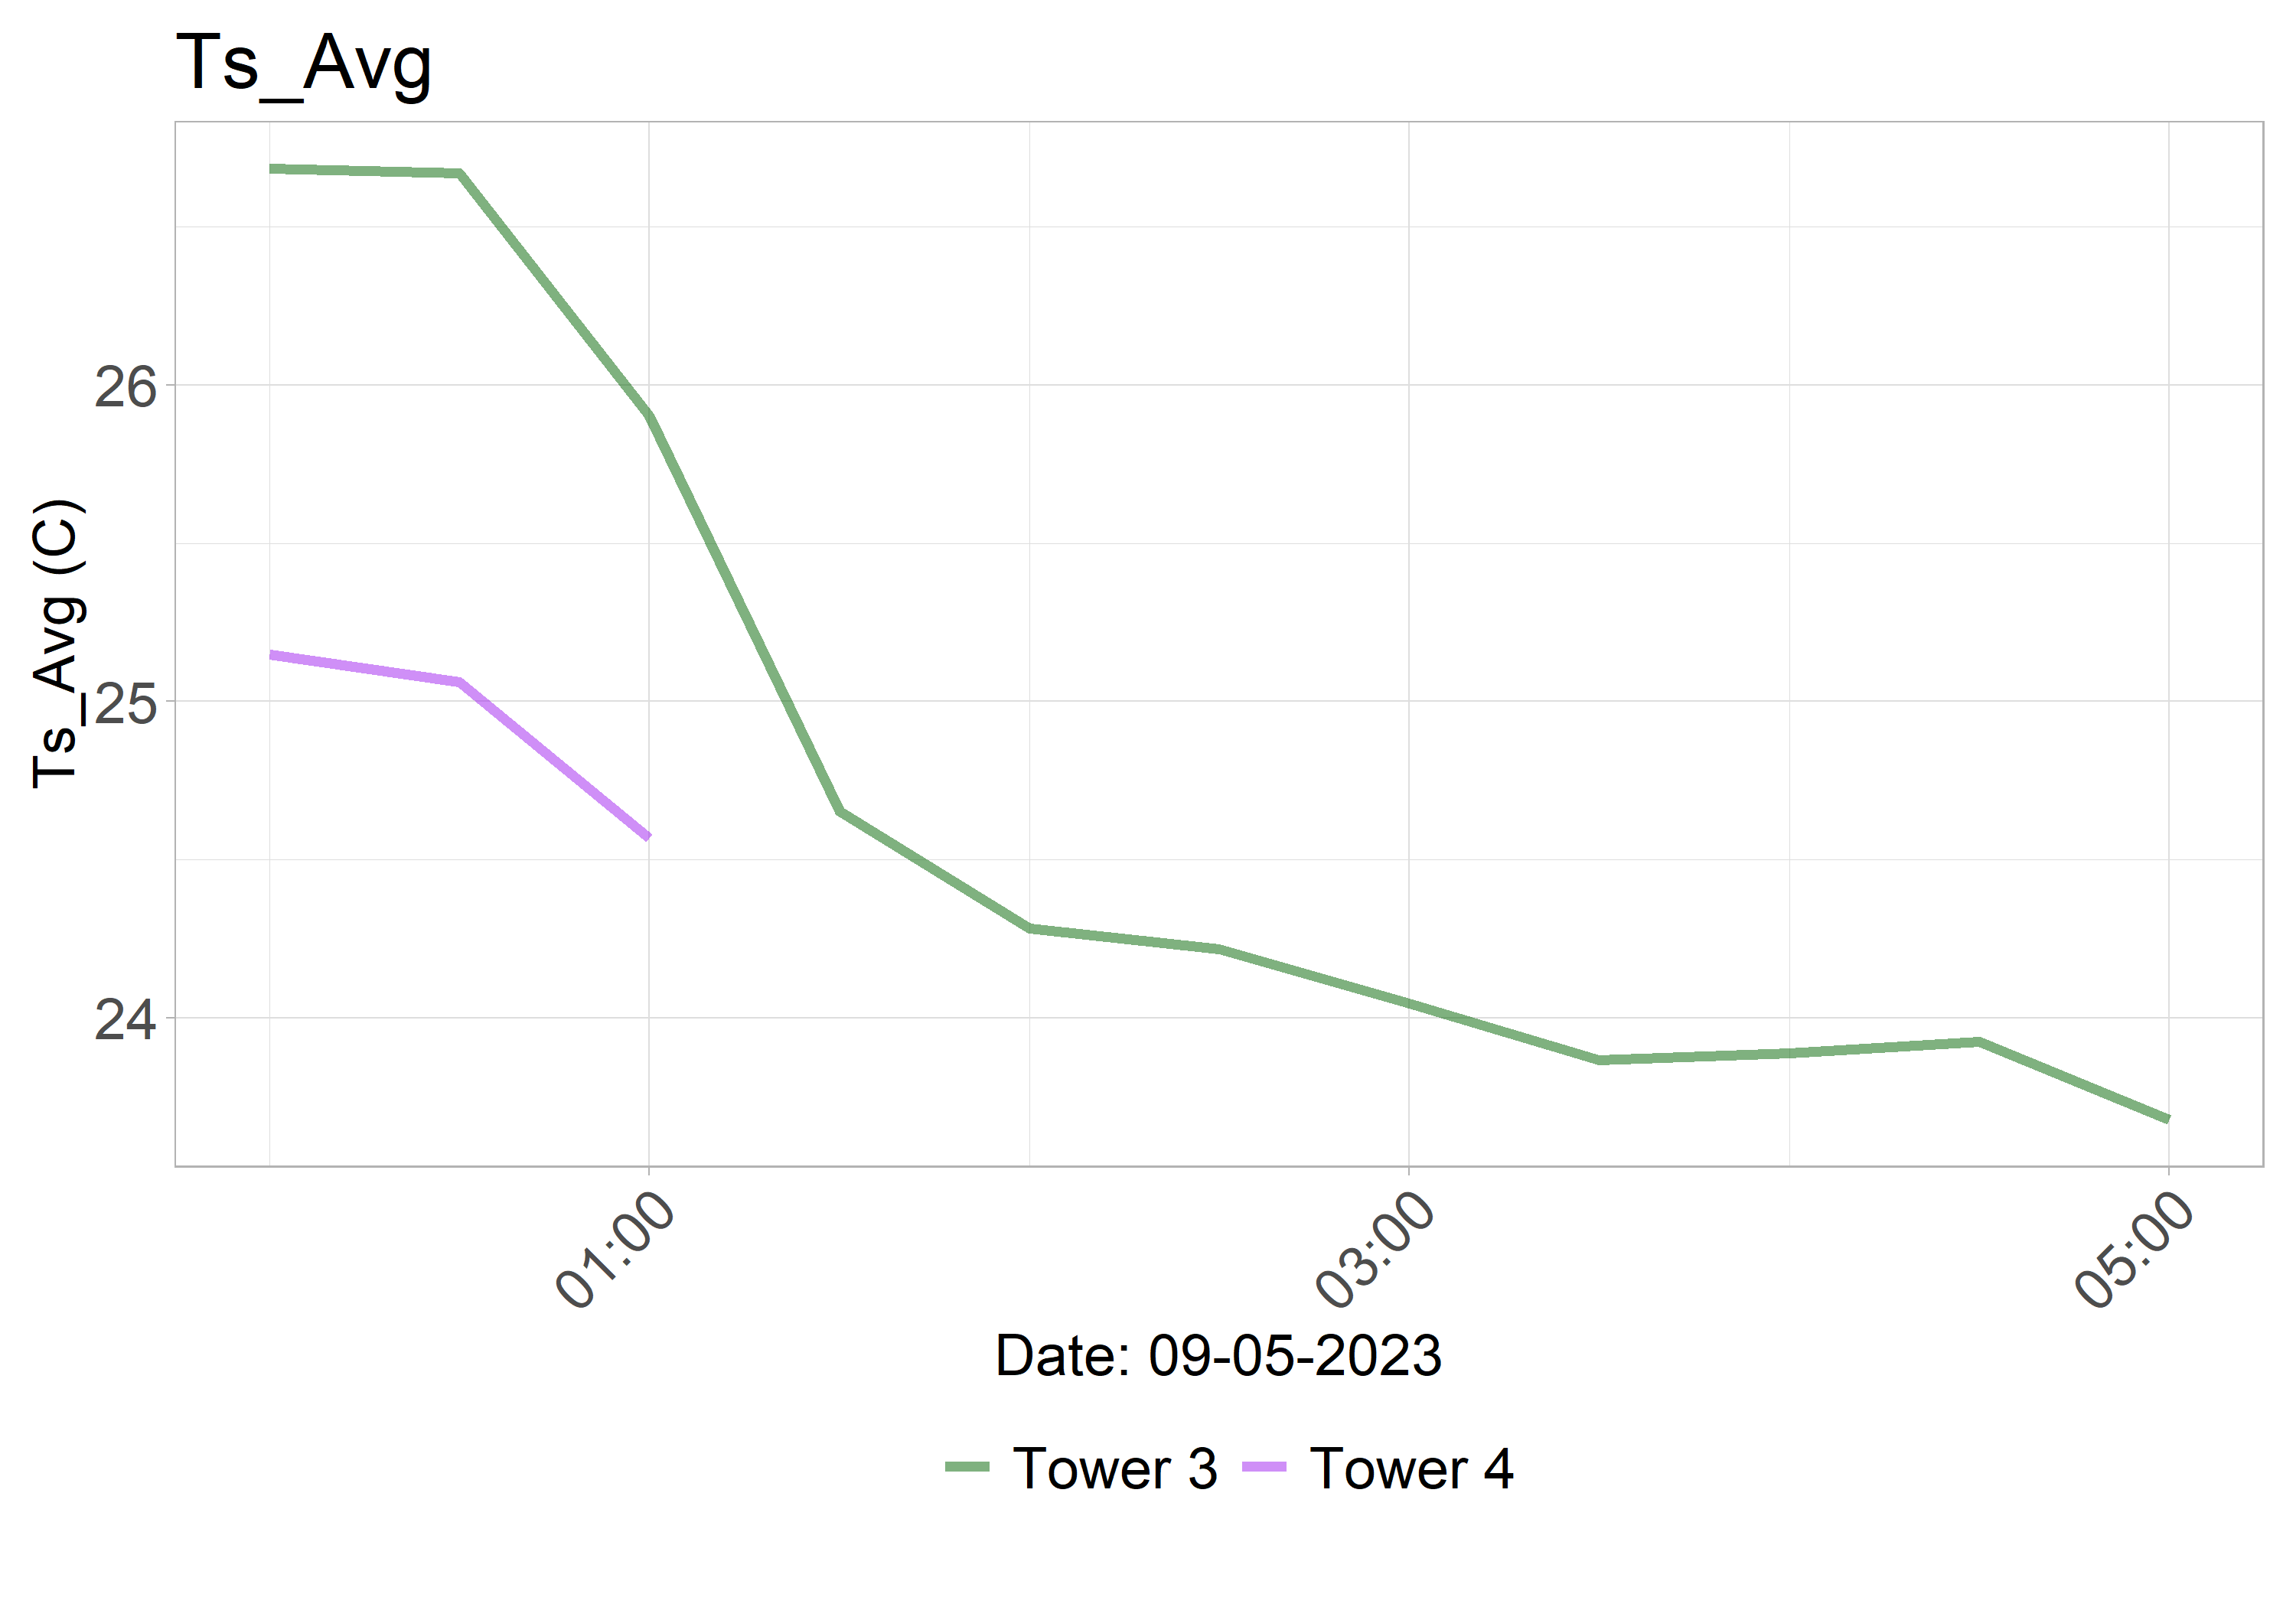 Ts_Avg
Ts_Avg (C)
26
25
24
01:00
03:00
05:00
Date: 09-05-2023
Tower 3
Tower 4